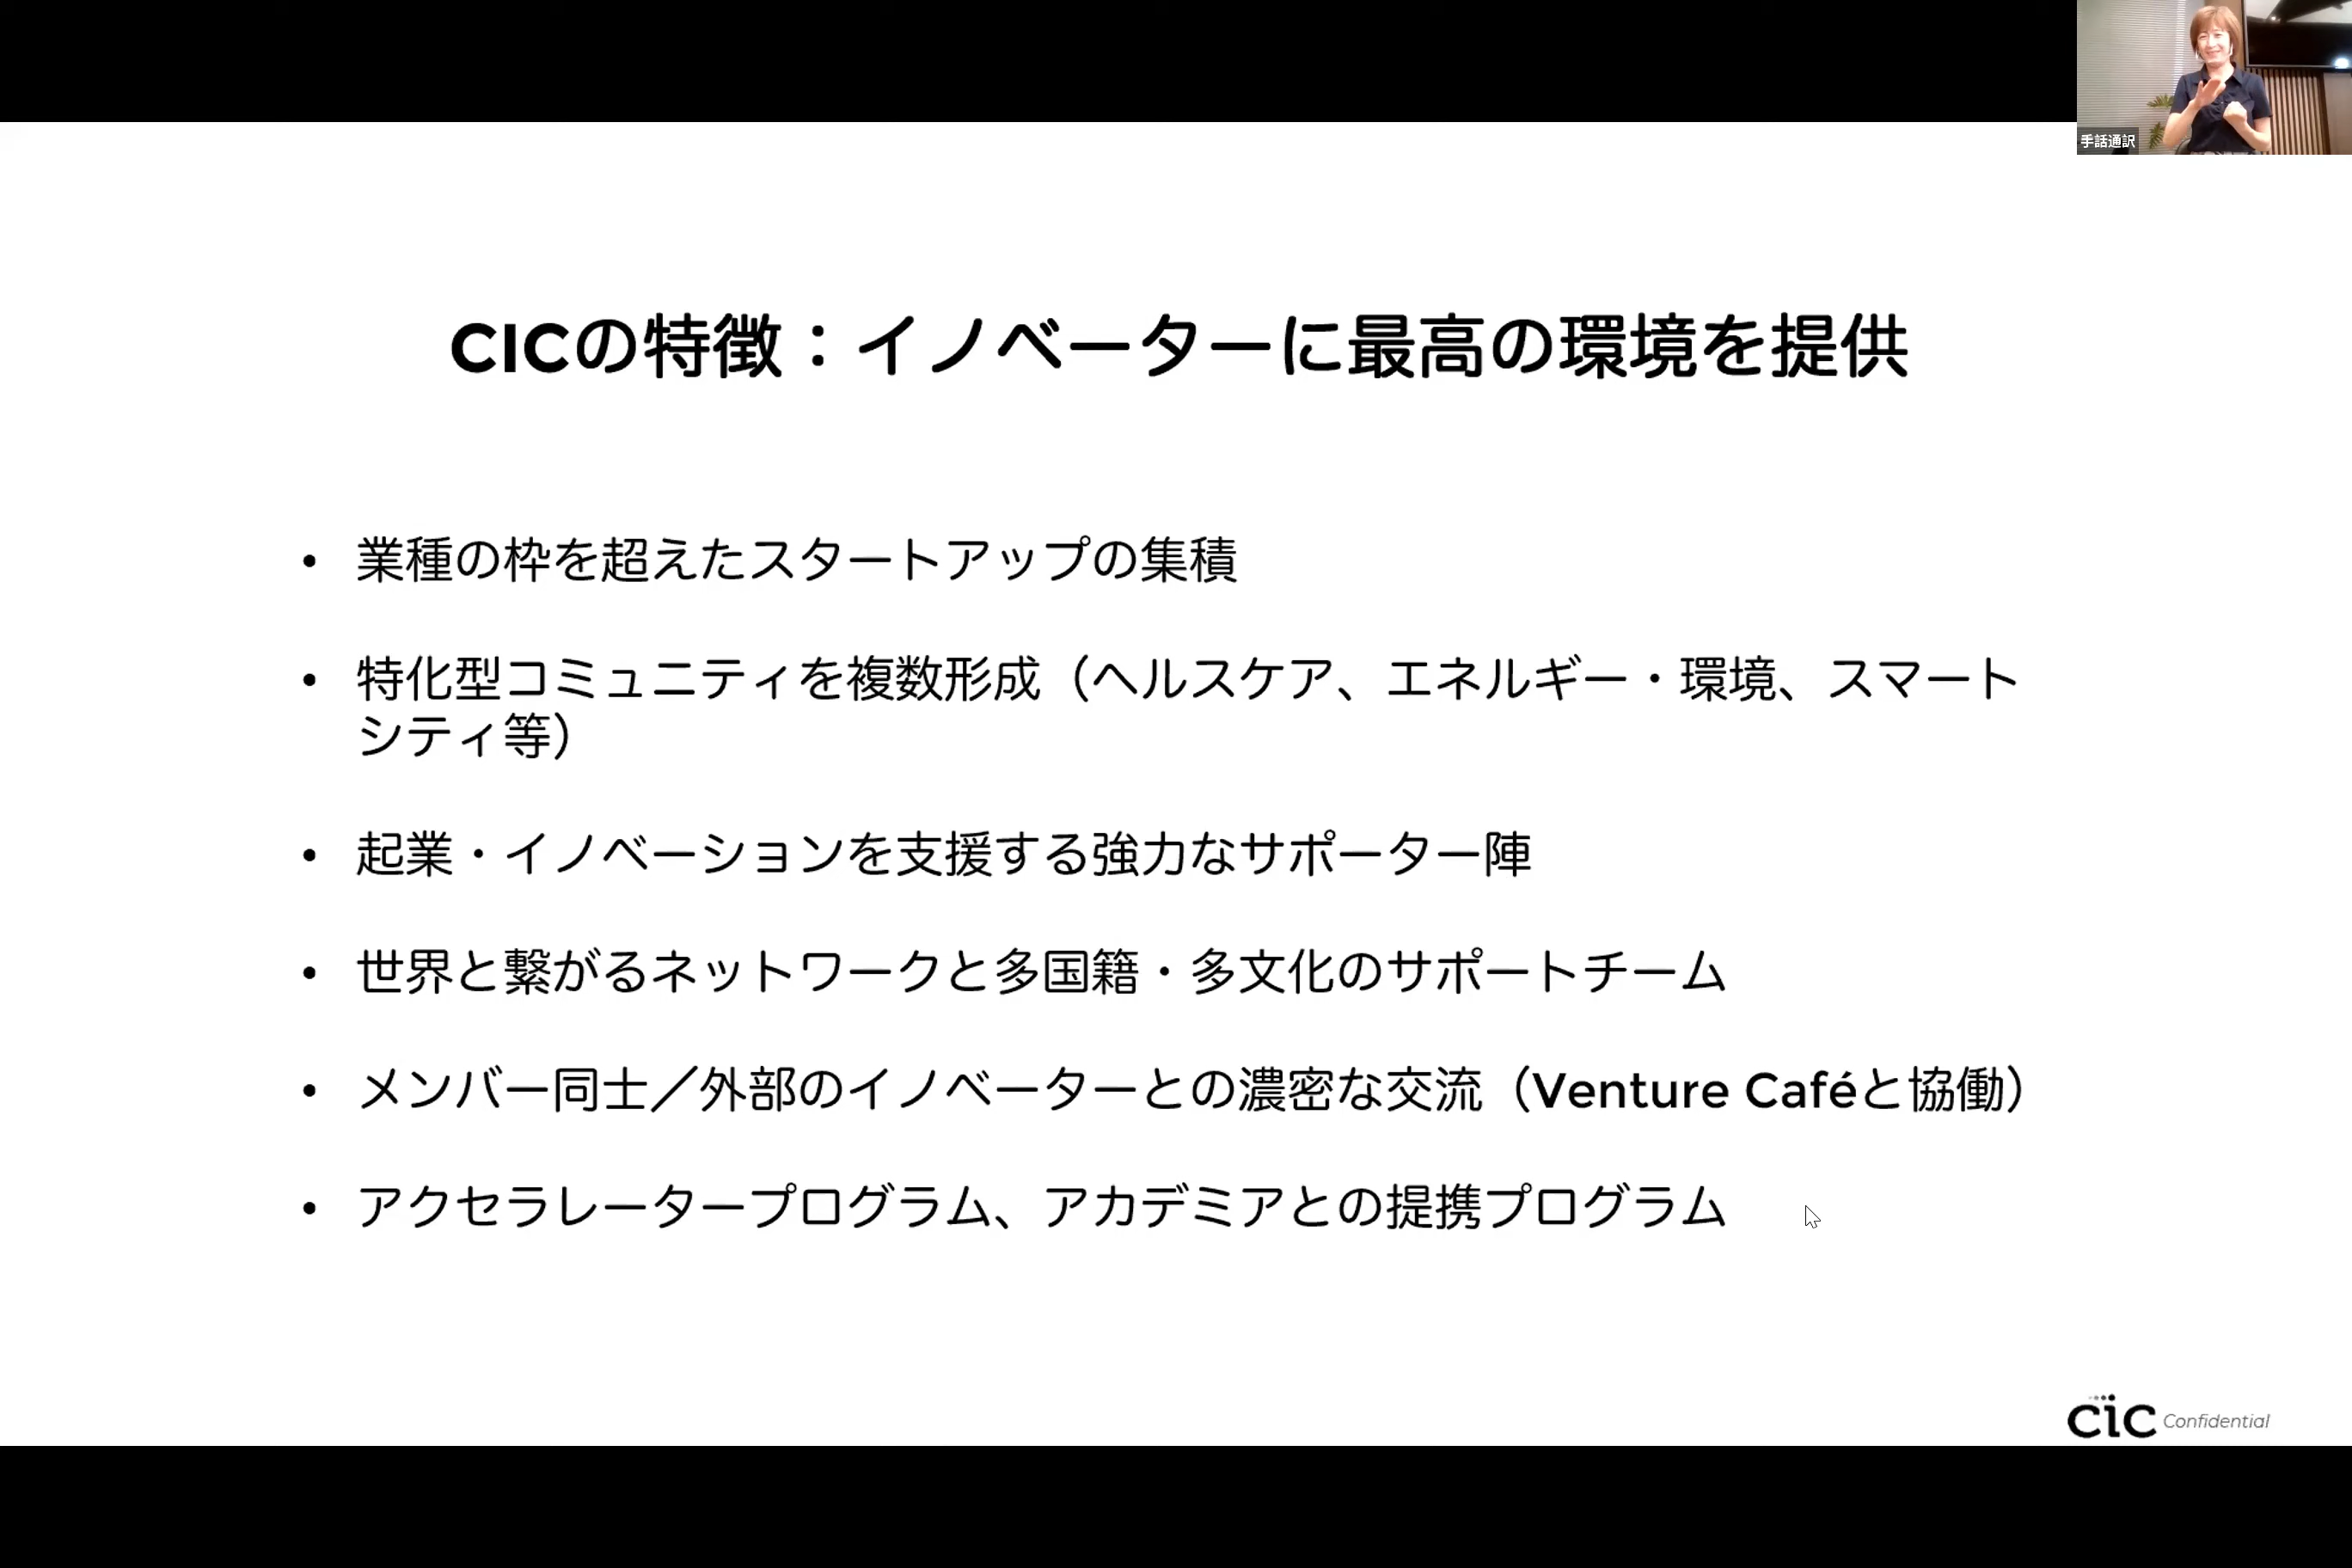 手話通訳
CICの特徴：イノベーターに最高の環境を提供
• 業種の枠を超えたスタートアップの集積
• 特化型コミュニティを複数形成（ヘルスケア、エネルギー・環境、スマート
シティ等）
• 起業・イノベーションを支援する強力なサポーター陣
• 世界と繋がるネットワークと多国籍・多文化のサポートチーム
• メンバー同士／外部のイノベーターとの濃密な交流（Venture Caféと協働）
• アクセラレータープログラム、アカデミアとの提携プログラム
cic Confidential